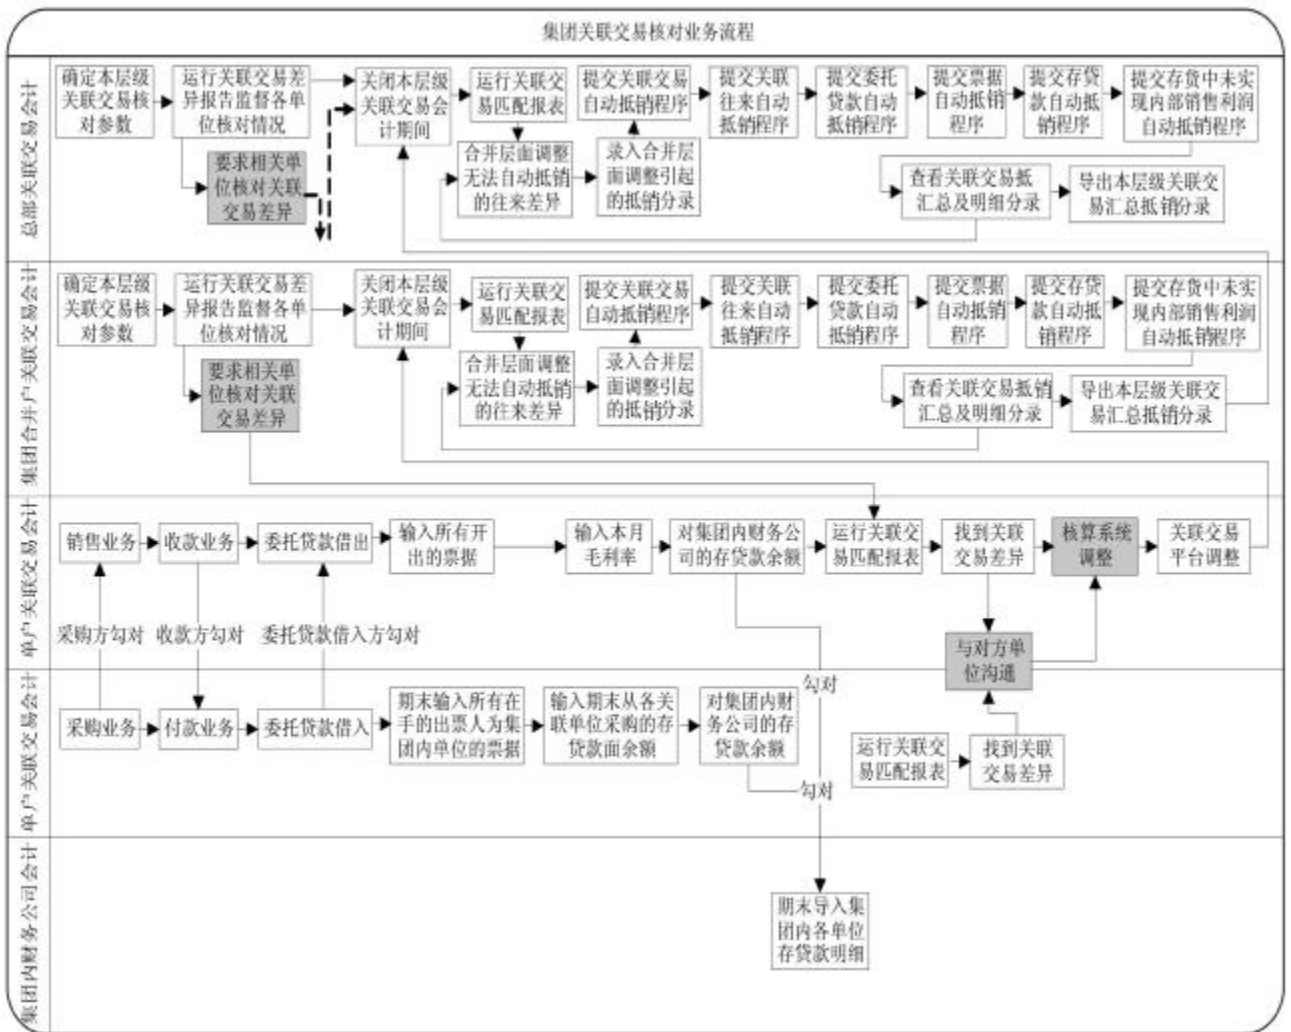 集团关联交易核对业务流程
总部关联交易会计
确定本层级
关联交易核
对参数
运行关联交易差
异报告监督各单
位核对情况
要求相关单
位核对关联
交易差异
关闭本层级
关联交易会
计期间
运行关联交
易匹配报表
合并层面调整
无法自动抵销
的往来差异
提交关联交易
自动抵销程序
录入合并层
面调整引起
的抵销分录
提交关联
往来自动
抵销程序
提交委托
贷款自动
抵销程序
提交票据
自动抵销
程序
提交存贷
款自动抵
销程序
提交存货中未实
现内部销售利润
自动抵销程序
查看关联交易抵
汇总及明细分录
导出本层级关联交
易汇总抵销分录
集团合并户关联交易会计
确定本层级
关联交易核
对参数
运行关联交易差
异报告监督各单
位核对情况
要求相关单
位核对关联
交易差异
关闭本层级
关联交易会
计期间
运行关联交
易匹配报表
合并层面调整
无法自动抵销
的往来差异
提交关联交易
自动抵销程序
录入合并层
面调整引起
的抵销分录
提交关联
往来自动
抵销程序
提交委托
贷款自动
抵销程序
提交票据
自动抵销
程序
提交存贷
款自动抵
销程序
提交存货中未实
现内部销售利润
自动抵销程序
查看关联交易抵销
汇总及明细分录
导出本层级关联交
易汇总抵销分录
单户关联交易会计
销售业务
收款业务
委托贷款借出
输入所有开
出的票据
输入本月
毛利率
对集团内财务公
司的存贷款余额
运行关联交
易匹配报表
找到关联
交易差异
核算系统
调整
关联交易
平台调整
采购方勾对
收款方勾对
委托贷款借入方勾对
与对方单
位沟通
单户关联交易会计
采购业务
付款业务
委托贷款借入
期末输入所有在
手的出票人为集
团内单位的票据
输入期末从各关
联单位采购的存
贷款面余额
对集团内财
务公司的存
贷款余额
勾对
勾对
运行关联交
易匹配报表
找到关联
交易差异
集团内财务公司会计
期末导入集
团内各单位
存贷款明细